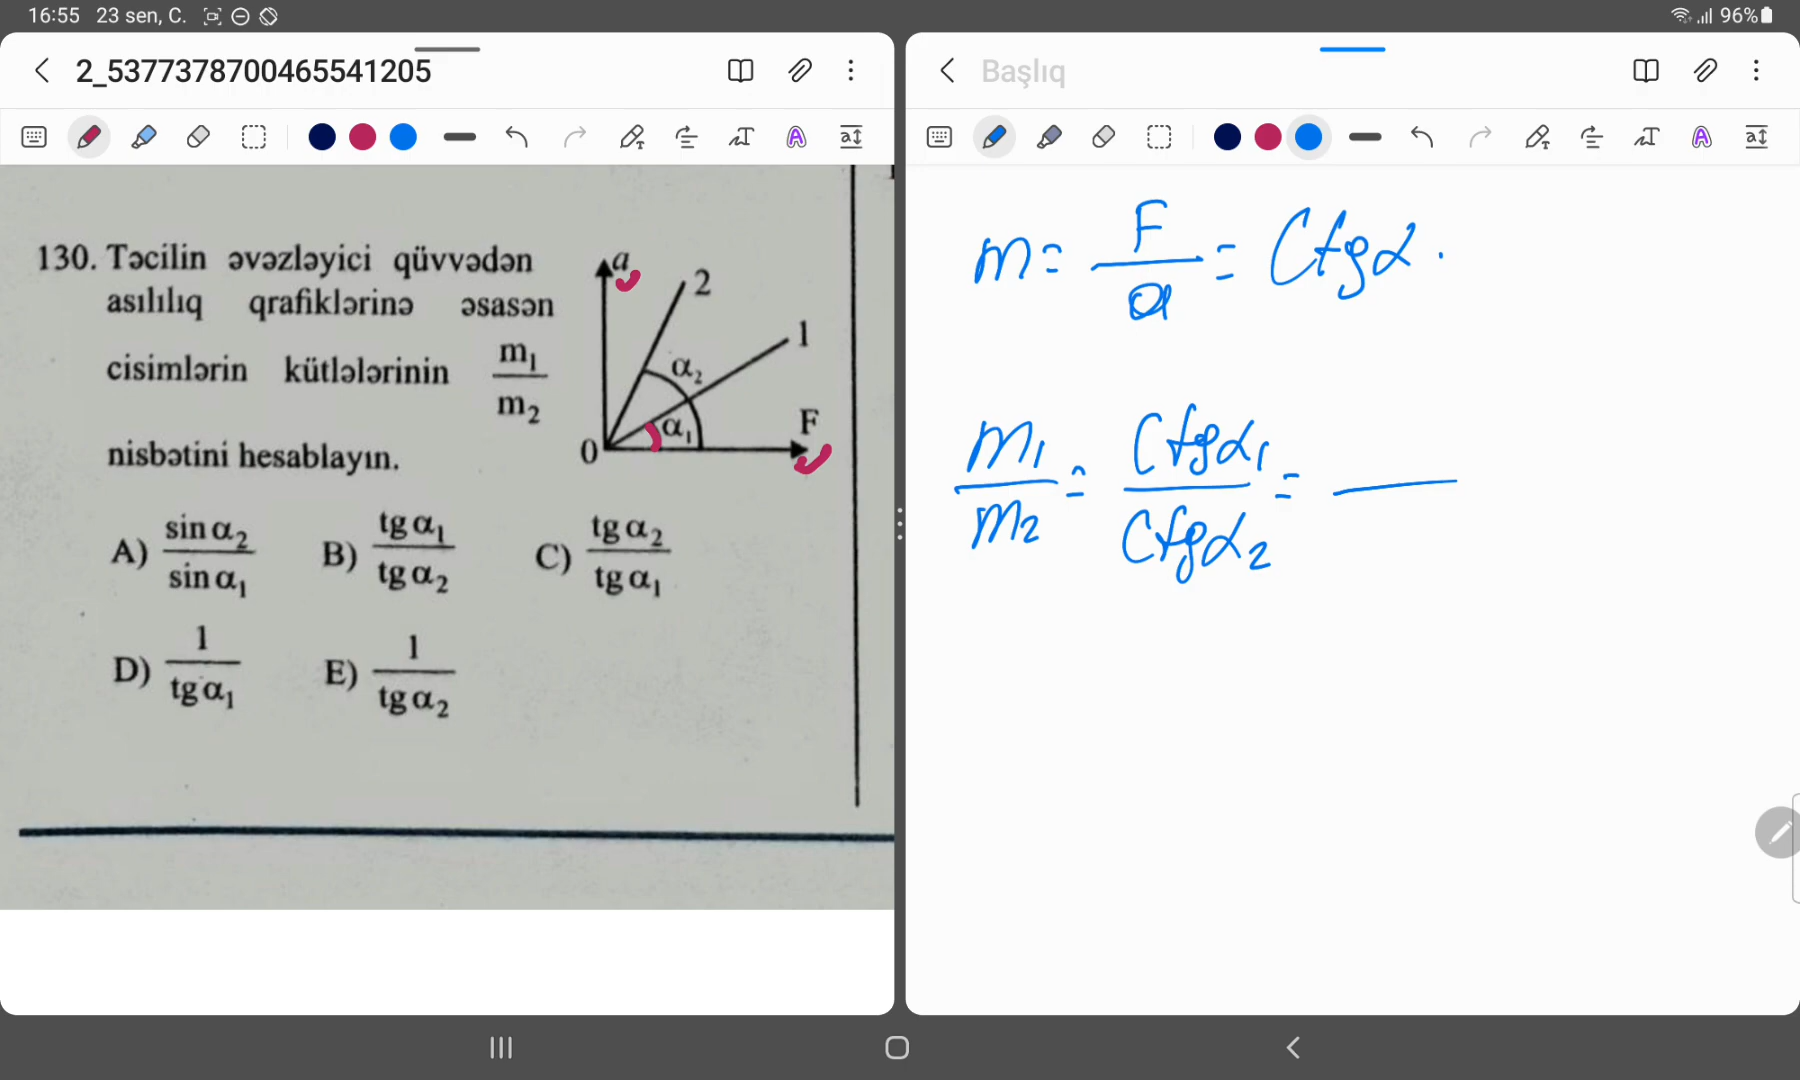 16:55 23 sen, C. 96%
2_5377378700465541205
Başlıq
130. Təcilin əvəzləyici qüvvədən
asılılıq qrafiklərinə əsasən
cisimlərin kütlələrinin m₁/m₂
nisbətini hesablayın.
a
2
1
α₂
α₁
F
0
A) sin α₂/sin α₁ B) tg α₁/tg α₂ C) tg α₂/tg α₁
D) 1/tg α₁ E) 1/tg α₂
m = F/a = Ctgα.
m₁/m₂ = Ctgα₁/Ctgα₂ =